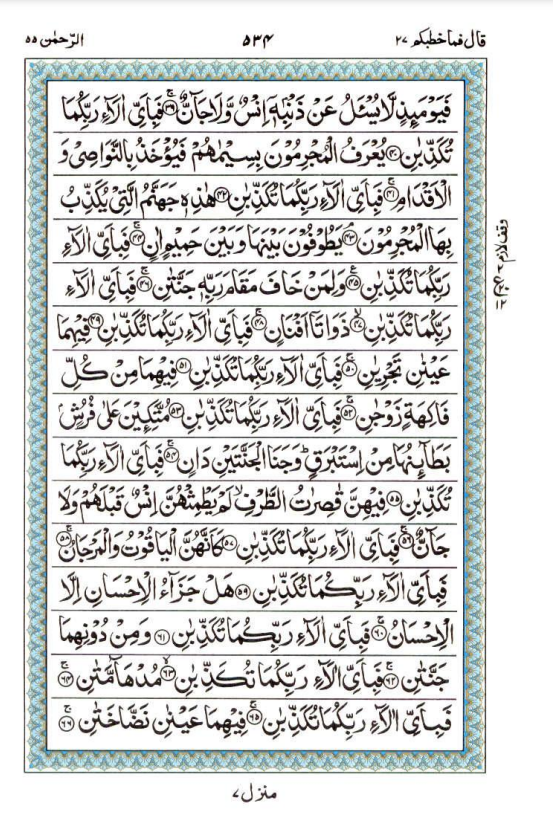 قال فما خطبکم ۲۷ ۵۳۴ الرّحمٰن ۵۵
فَيَوْمَئِذٍ لَّا يُسْئَلُ عَنْ ذَنْۢبِهٖۤ اِنْسٌ وَّلَا جَآنٌّ ۚ﴿۳۹﴾ فَبِاَىِّ اٰلَآءِ رَبِّكُمَا
تُكَذِّبٰنِ ﴿۴۰﴾ يُعْرَفُ الْمُجْرِمُوْنَ بِسِيْمٰهُمْ فَيُؤْخَذُ بِالنَّوَاصِىْ وَ
الْاَقْدَامِ ۚ﴿۴۱﴾ فَبِاَىِّ اٰلَآءِ رَبِّكُمَا تُكَذِّبٰنِ ﴿۴۲﴾ هٰذِهٖ جَهَنَّمُ الَّتِىْ يُكَذِّبُ
بِهَا الْمُجْرِمُوْنَ ۘ﴿۴۳﴾ يَطُوْفُوْنَ بَيْنَهَا وَبَيْنَ حَمِيْمٍ اٰنٍ ۚ﴿۴۴﴾ فَبِاَىِّ اٰلَآءِ
رَبِّكُمَا تُكَذِّبٰنِ ﴿۴۵﴾ وَلِمَنْ خَافَ مَقَامَ رَبِّهٖ جَنَّتٰنِ ۚ﴿۴۶﴾ فَبِاَىِّ اٰلَآءِ
رَبِّكُمَا تُكَذِّبٰنِ ۙ﴿۴۷﴾ ذَوَاتَاۤ اَفْنَانٍ ۚ﴿۴۸﴾ فَبِاَىِّ اٰلَآءِ رَبِّكُمَا تُكَذِّبٰنِ ﴿۴۹﴾ فِيْهِمَا
عَيْنٰنِ تَجْرِيٰنِ ۚ﴿۵۰﴾ فَبِاَىِّ اٰلَآءِ رَبِّكُمَا تُكَذِّبٰنِ ﴿۵۱﴾ فِيْهِمَا مِنْ كُلِّ
فَاكِهَةٍ زَوْجٰنِ ۚ﴿۵۲﴾ فَبِاَىِّ اٰلَآءِ رَبِّكُمَا تُكَذِّبٰنِ ﴿۵۳﴾ مُتَّكِـِٕيْنَ عَلٰى فُرُشٍۢ
بَطَآئِنُهَا مِنْ اِسْتَبْرَقٍ ؕ وَجَنَا الْجَنَّتَيْنِ دَانٍ ۚ﴿۵۴﴾ فَبِاَىِّ اٰلَآءِ رَبِّكُمَا
تُكَذِّبٰنِ ﴿۵۵﴾ فِيْهِنَّ قٰصِرٰتُ الطَّرْفِ ۙ لَمْ يَطْمِثْهُنَّ اِنْسٌ قَبْلَهُمْ وَلَا
جَآنٌّ ۚ﴿۵۶﴾ فَبِاَىِّ اٰلَآءِ رَبِّكُمَا تُكَذِّبٰنِ ۚ﴿۵۷﴾ كَاَنَّهُنَّ الْيَاقُوْتُ وَالْمَرْجَانُ ۚ﴿۵۸﴾
فَبِاَىِّ اٰلَآءِ رَبِّكُمَا تُكَذِّبٰنِ ﴿۵۹﴾ هَلْ جَزَآءُ الْاِحْسَانِ اِلَّا
الْاِحْسَانُ ۚ﴿۶۰﴾ فَبِاَىِّ اٰلَآءِ رَبِّكُمَا تُكَذِّبٰنِ ﴿۶۱﴾ وَمِنْ دُوْنِهِمَا
جَنَّتٰنِ ۚ﴿۶۲﴾ فَبِاَىِّ اٰلَآءِ رَبِّكُمَا تُكَذِّبٰنِ ۙ﴿۶۳﴾ مُدْهَآمَّتٰنِ ۚ﴿۶۴﴾
فَبِاَىِّ اٰلَآءِ رَبِّكُمَا تُكَذِّبٰنِ ۚ﴿۶۵﴾ فِيْهِمَا عَيْنٰنِ نَضَّاخَتٰنِ ۚ﴿۶۶﴾
وقف لازم
منزل ۷